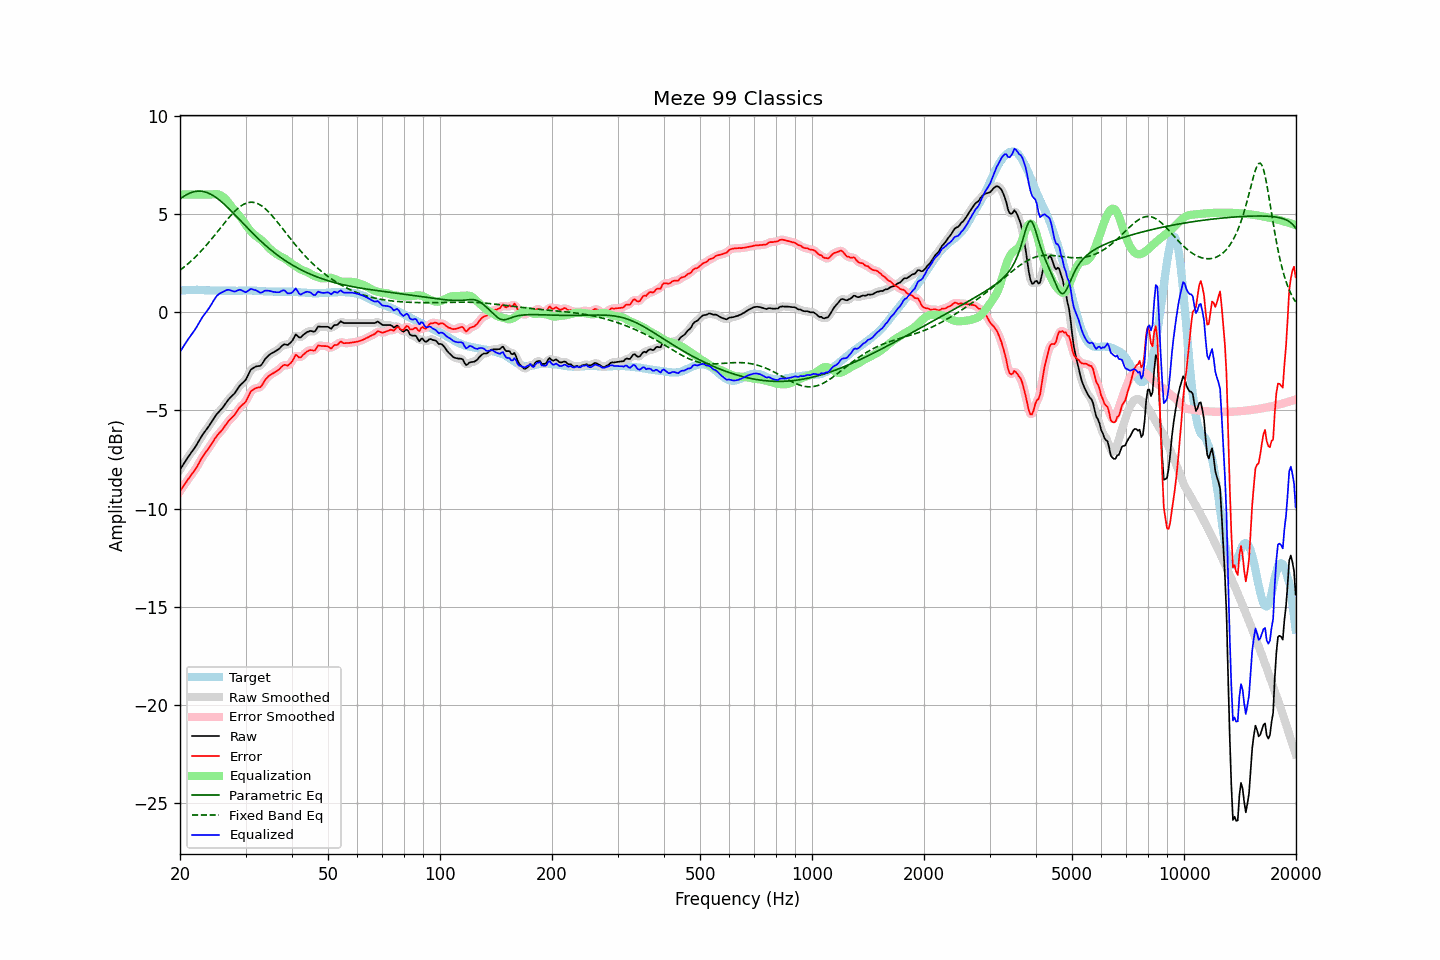 Meze 99 Classics
10
5
0
−5
−10
−15
−20
−25
Amplitude (dBr)
Target
Raw Smoothed
Error Smoothed
Raw
Error
Equalization
Parametric Eq
Fixed Band Eq
Equalized
20 50 100 200 500 1000 2000 5000 10000 20000
Frequency (Hz)